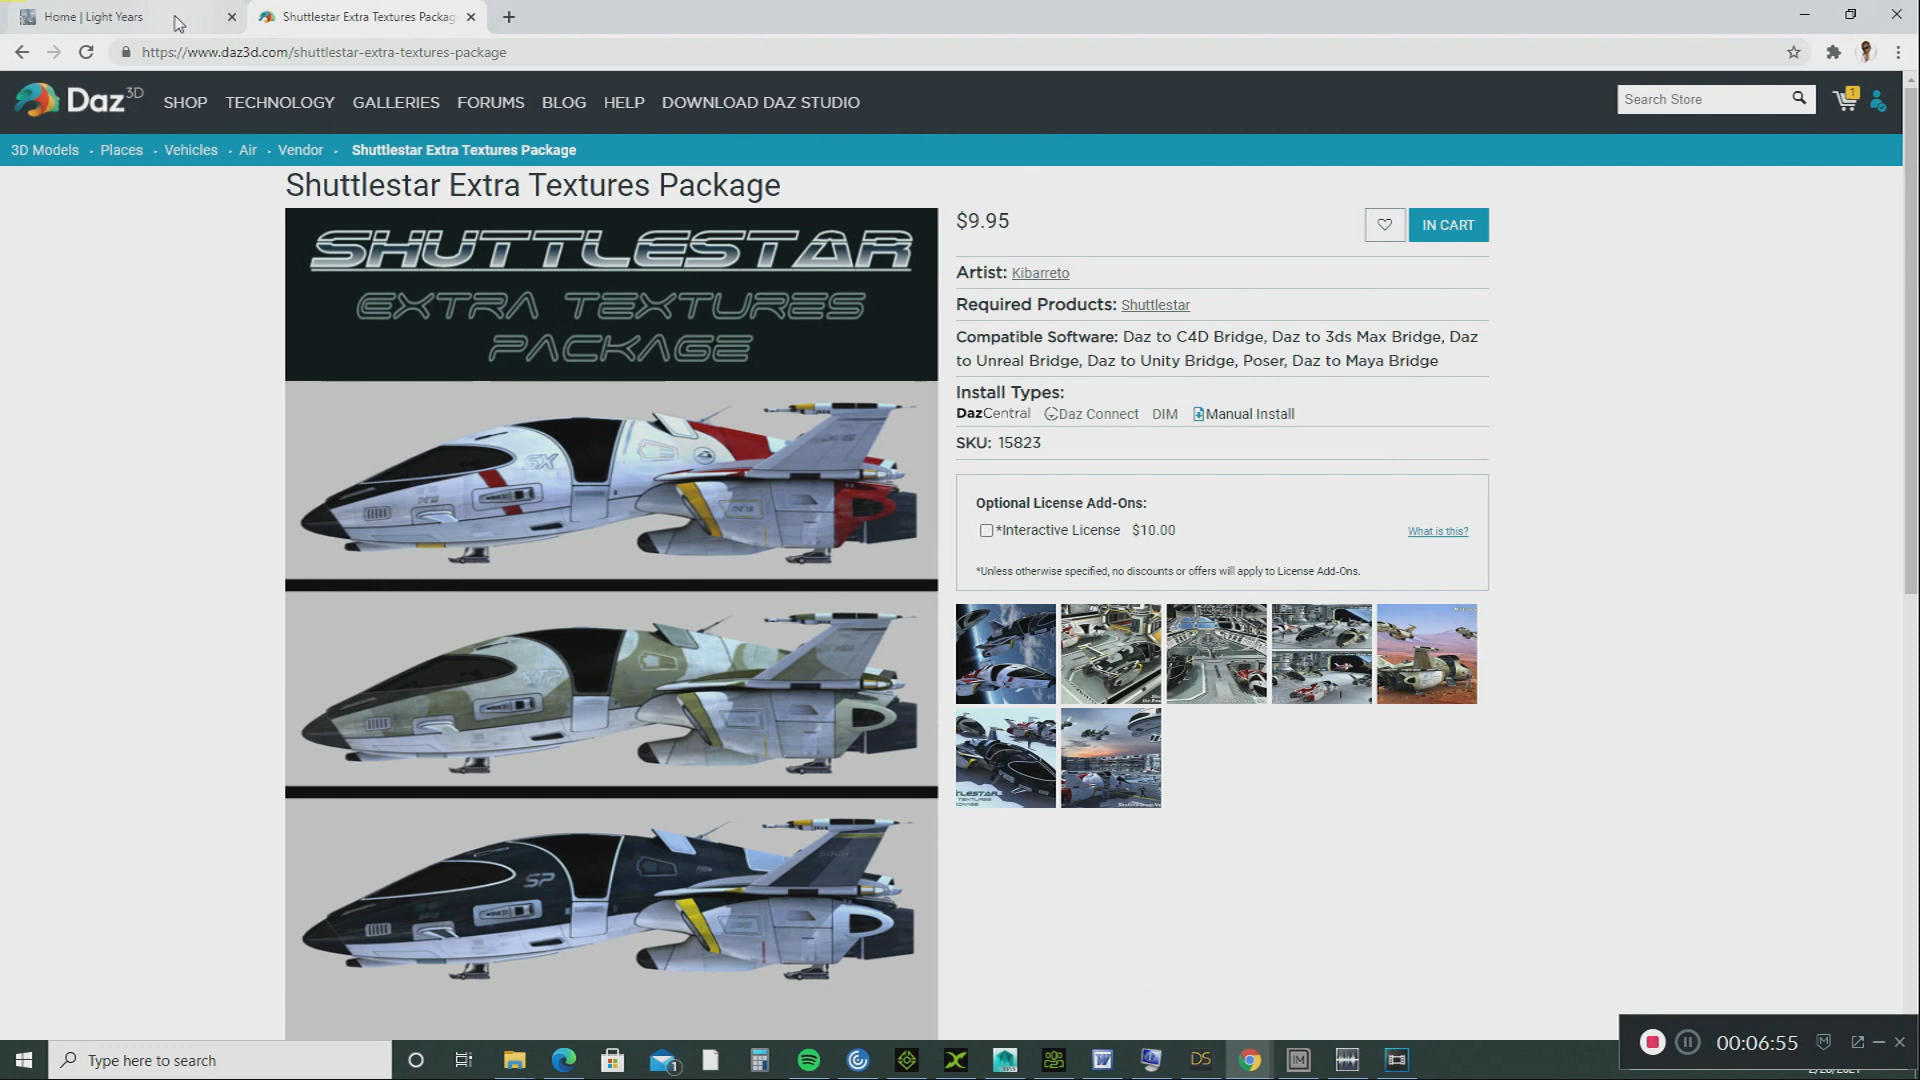 Home | Light Years
Shuttlestar Extra Textures Packag
https://www.daz3d.com/shuttlestar-extra-textures-package
Daz 3D SHOP TECHNOLOGY GALLERIES FORUMS BLOG HELP DOWNLOAD DAZ STUDIO Search Store 1
3D Models Places Vehicles Air Vendor Shuttlestar Extra Textures Package
Shuttlestar Extra Textures Package
SHUTTLESTAR
EXTRA TEXTURES
PACKAGE
SX
SP
$9.95 IN CART
Artist: Kibarreto
Required Products: Shuttlestar
Compatible Software: Daz to C4D Bridge, Daz to 3ds Max Bridge, Daz
to Unreal Bridge, Daz to Unity Bridge, Poser, Daz to Maya Bridge
Install Types:
DazCentral Daz Connect DIM Manual Install
SKU: 15823
Optional License Add-Ons:
*Interactive License $10.00 What is this?
*Unless otherwise specified, no discounts or offers will apply to License Add-Ons.
Type here to search
1
DS
IM
00:06:55